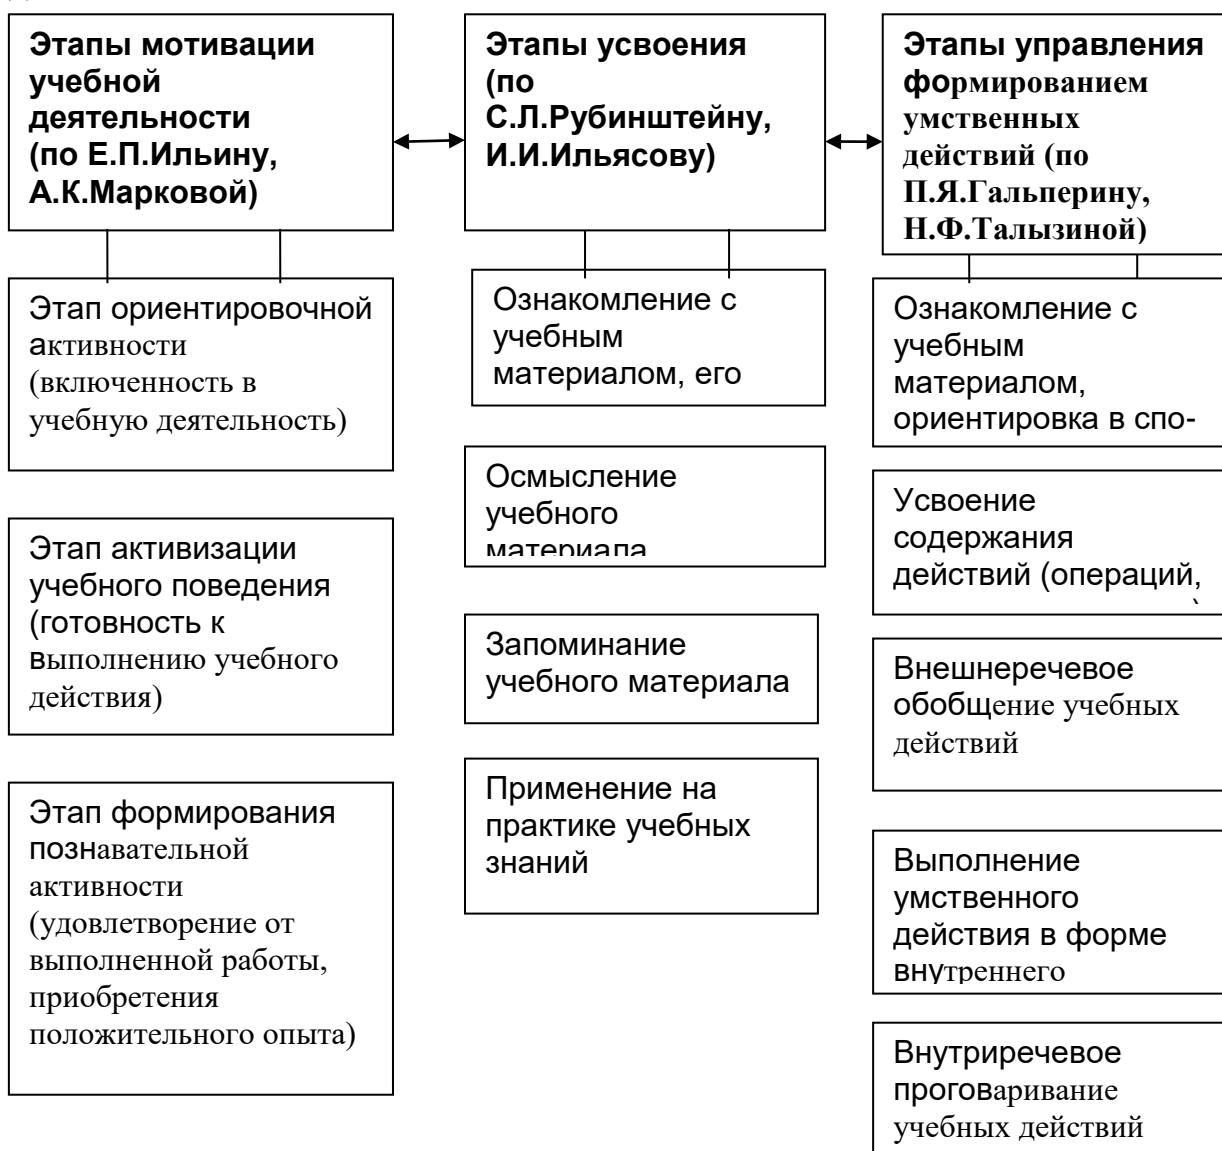 Этапы мотивации
учебной
деятельности
(по Е.П.Ильину,
А.К.Марковой)
Этап ориентировочной
активности
(включенность в
учебную деятельность)
Этап активизации
учебного поведения
(готовность к
выполнению учебного
действия)
Этап формирования
познавательной
активности
(удовлетворение от
выполненной работы,
приобретения
положительного опыта)
Этапы усвоения
(по
С.Л.Рубинштейну,
И.И.Ильясову)
Ознакомление с
учебным
материалом, его
Осмысление
учебного
материала
Запоминание
учебного материала
Применение на
практике учебных
знаний
Этапы управления
формированием
умственных
действий (по
П.Я.Гальперину,
Н.Ф.Талызиной)
Ознакомление с
учебным
материалом,
ориентировка в спо-
Усвоение
содержания
действий (операций,
Внешнеречевое
обобщение учебных
действий
Выполнение
умственного
действия в форме
внутреннего
Внутриречевое
проговаривание
учебных действий